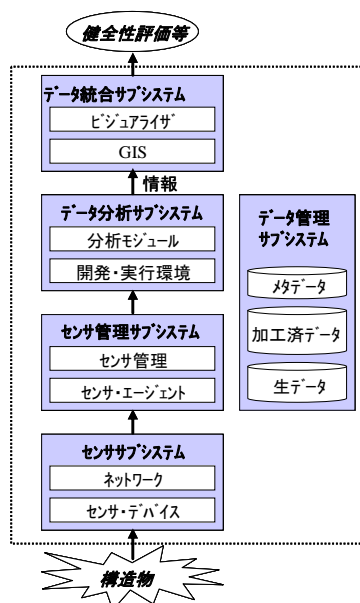 健全性評価等
データ統合サブシステム
ビジュアライザ
GIS
情報
データ分析サブシステム
分析モジュール
開発・実行環境
データ管理
サブシステム
メタデータ
加工済データ
生データ
センサ管理サブシステム
センサ管理
センサ・エージェント
センササブシステム
ネットワーク
センサ・デバイス
構造物